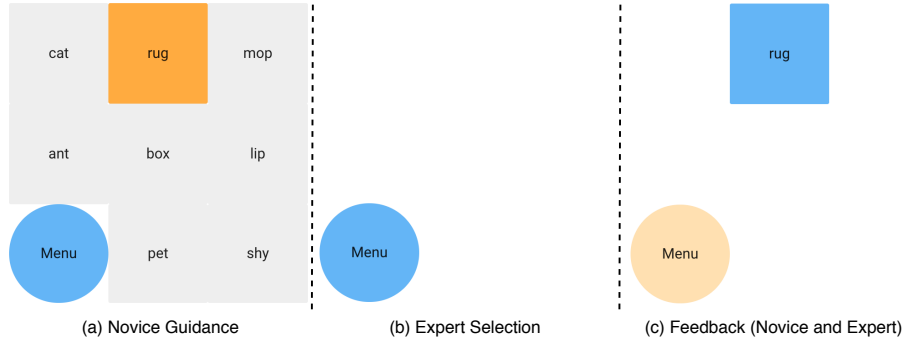 cat rug mop rug
ant box lip
Menu pet shy Menu Menu
(a) Novice Guidance (b) Expert Selection (c) Feedback (Novice and Expert)